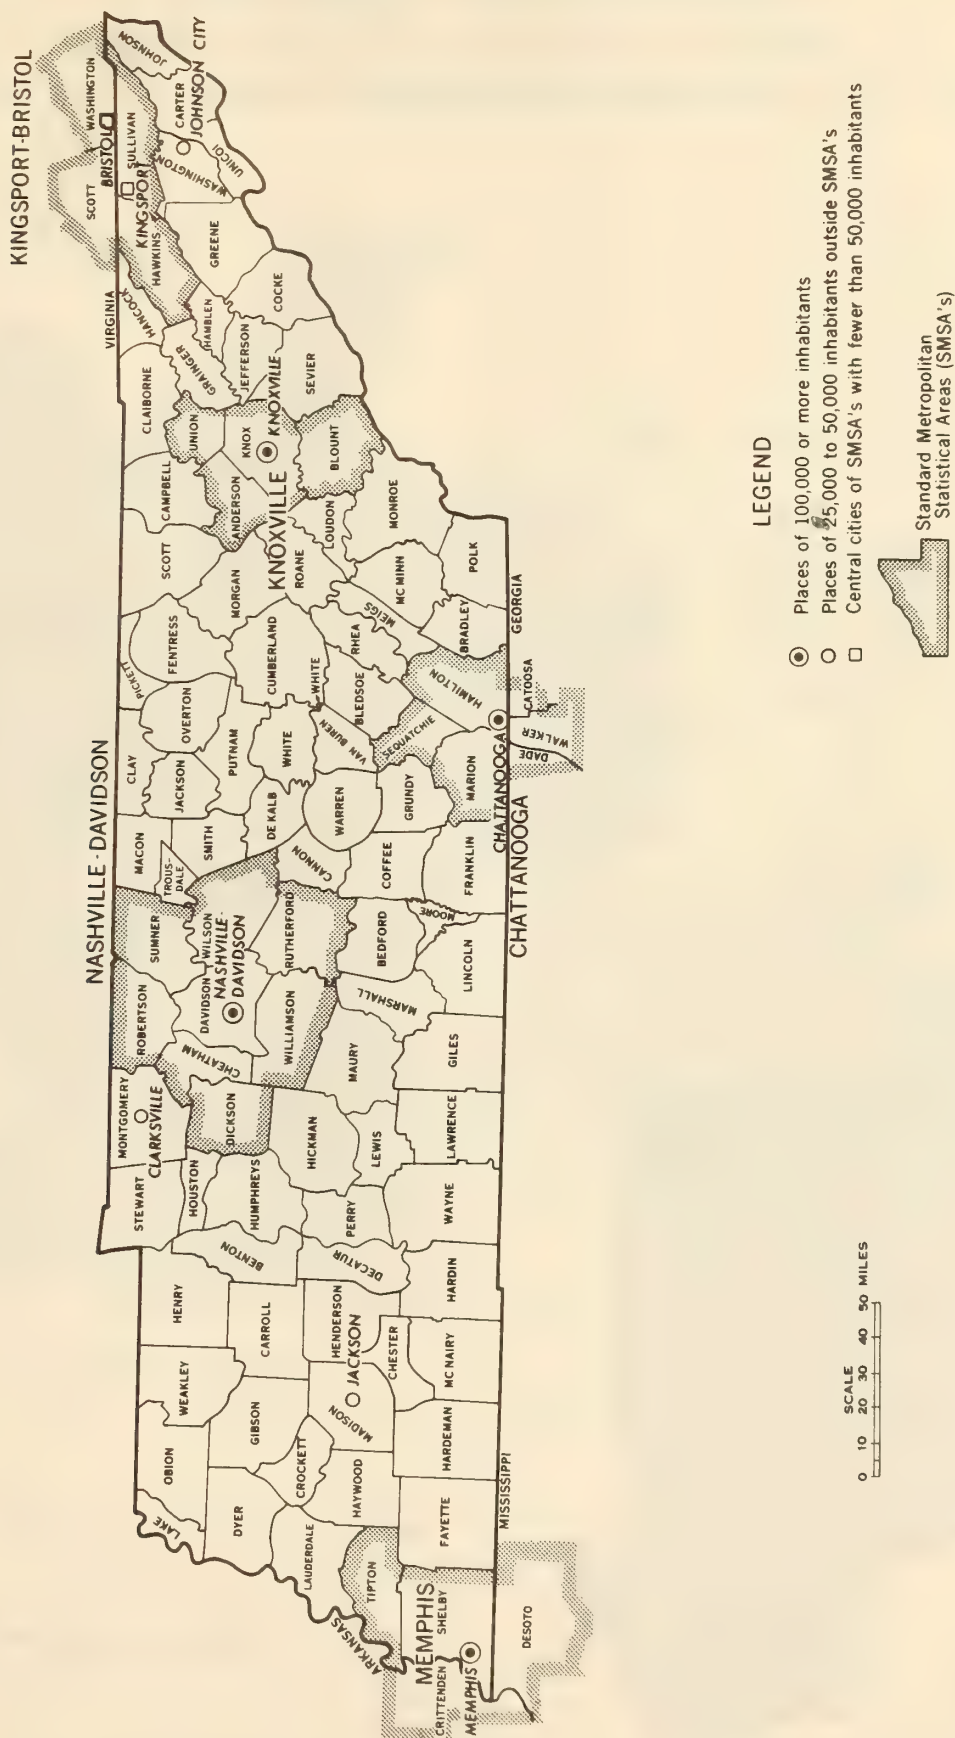 KINGSPORT-BRISTOL
NASHVILLE - DAVIDSON
KNOXVILLE
CHATTANOOGA
MEMPHIS
JOHNSON CITY
KINGSPORT
BRISTOL
KNOXVILLE
CHATTANOOGA
NASHVILLE-
DAVIDSON
CLARKSVILLE
JACKSON
MEMPHIS
VIRGINIA
GEORGIA
MISSISSIPPI
ARKANSAS
SCOTT
WASHINGTON
JOHNSON
SULLIVAN
CARTER
UNICOI
WASHINGTON
HAWKINS
GREENE
HANCOCK
HAMBLEN
COCKE
GRAINGER
JEFFERSON
CLAIBORNE
SEVIER
UNION
KNOX
BLOUNT
CAMPBELL
ANDERSON
LOUDON
MONROE
SCOTT
MORGAN
ROANE
MC MINN
POLK
MEIGS
BRADLEY
FENTRESS
CUMBERLAND
RHEA
PICKETT
OVERTON
WHITE
BLEDSOE
HAMILTON
CATOOSA
WALKER
DADE
CLAY
PUTNAM
WHITE
VAN BUREN
SEQUATCHIE
JACKSON
MARION
MACON
SMITH
DE KALB
WARREN
GRUNDY
TROUS-
DALE
CANNON
COFFEE
FRANKLIN
SUMNER
WILSON
RUTHERFORD
BEDFORD
MOORE
LINCOLN
ROBERTSON
DAVIDSON
WILLIAMSON
MARSHALL
CHEATHAM
MAURY
GILES
MONTGOMERY
DICKSON
HICKMAN
LEWIS
LAWRENCE
STEWART
HOUSTON
HUMPHREYS
PERRY
WAYNE
BENTON
DECATUR
HENRY
CARROLL
HENDERSON
HARDIN
CHESTER
MC NAIRY
WEAKLEY
GIBSON
MADISON
HARDEMAN
OBION
CROCKETT
HAYWOOD
LAKE
DYER
LAUDERDALE
FAYETTE
TIPTON
SHELBY
CRITTENDEN
DESOTO
LEGEND
Places of 100,000 or more inhabitants
Places of 25,000 to 50,000 inhabitants outside SMSA's
Central cities of SMSA's with fewer than 50,000 inhabitants
Standard Metropolitan
Statistical Areas (SMSA's)
SCALE
0 10 20 30 40 50 MILES